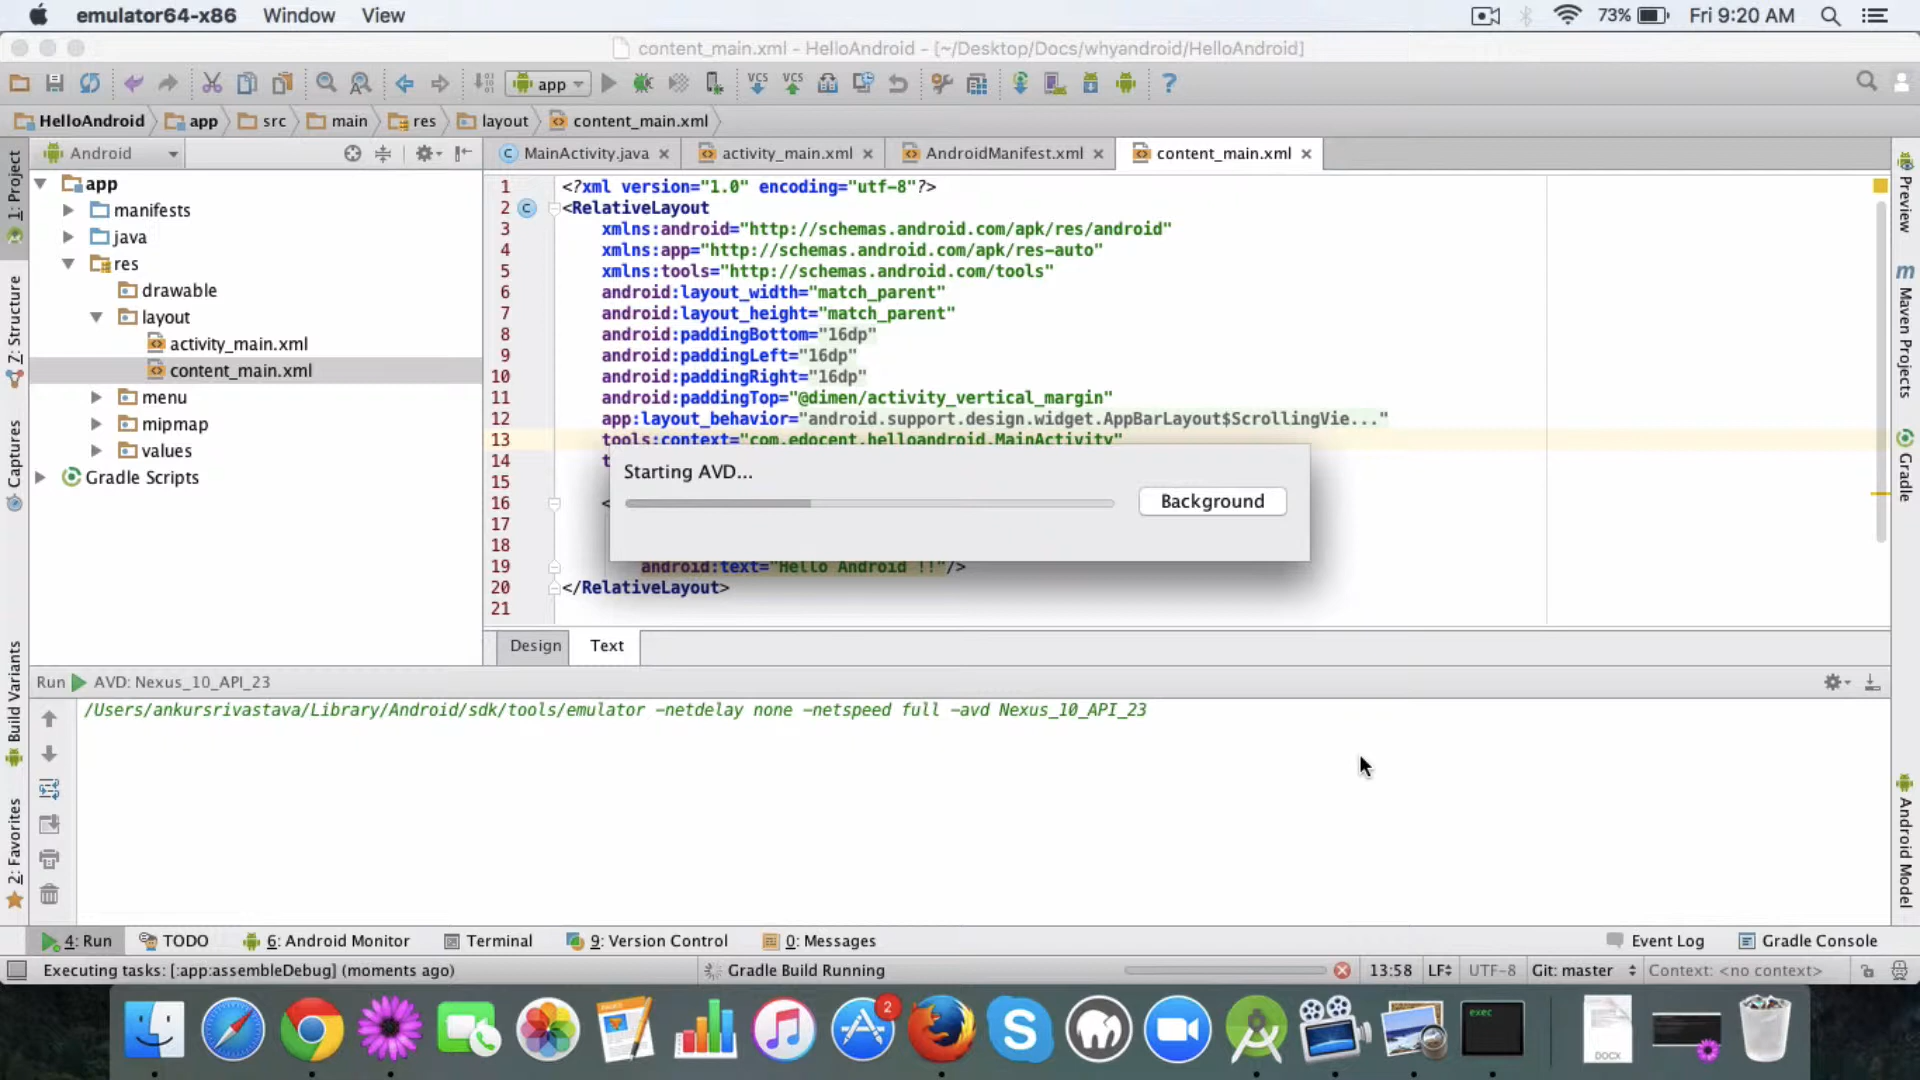 emulator64-x86 Window View 73% Fri 9:20 AM
content_main.xml - HelloAndroid - [~/Desktop/Docs/whyandroid/HelloAndroid]
app VCS VCS ?
HelloAndroid app src main res layout content_main.xml
Android
MainActivity.java activity_main.xml AndroidManifest.xml content_main.xml
app
manifests
java
res
drawable
layout
activity_main.xml
content_main.xml
menu
mipmap
values
Gradle Scripts
1 <?xml version="1.0" encoding="utf-8"?>
2 C <RelativeLayout
3 xmlns:android="http://schemas.android.com/apk/res/android"
4 xmlns:app="http://schemas.android.com/apk/res-auto"
5 xmlns:tools="http://schemas.android.com/tools"
6 android:layout_width="match_parent"
7 android:layout_height="match_parent"
8 android:paddingBottom="16dp"
9 android:paddingLeft="16dp"
10 android:paddingRight="16dp"
11 android:paddingTop="@dimen/activity_vertical_margin"
12 app:layout_behavior="android.support.design.widget.AppBarLayout$ScrollingVie..."
13 tools:context="com.edocent.helloandroid.MainActivity"
14 t
15
16 <
17
18
19 android:text="Hello Android !!"/>
20 </RelativeLayout>
21
Starting AVD...
Background
Design Text
Run AVD: Nexus_10_API_23
/Users/ankursrivastava/Library/Android/sdk/tools/emulator -netdelay none -netspeed full -avd Nexus_10_API_23
1: Project
Z: Structure
Captures
Build Variants
2: Favorites
Preview
m Maven Projects
Gradle
Android Model
4: Run TODO 6: Android Monitor Terminal 9: Version Control 0: Messages Event Log Gradle Console
Executing tasks: [:app:assembleDebug] (moments ago) Gradle Build Running 13:58 LF UTF-8 Git: master Context: <no context>
2
S
exec
DOCX